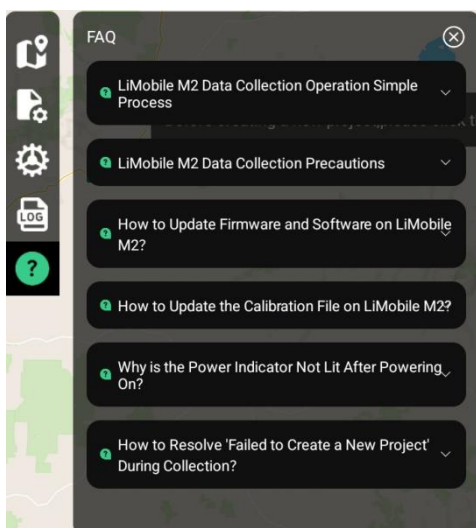 FAQ
LiMobile M2 Data Collection Operation Simple
Process
LiMobile M2 Data Collection Precautions
How to Update Firmware and Software on LiMobile
M2?
LOG
How to Update the Calibration File on LiMobile M2?
Why is the Power Indicator Not Lit After Powering
On?
How to Resolve 'Failed to Create a New Project'
During Collection?